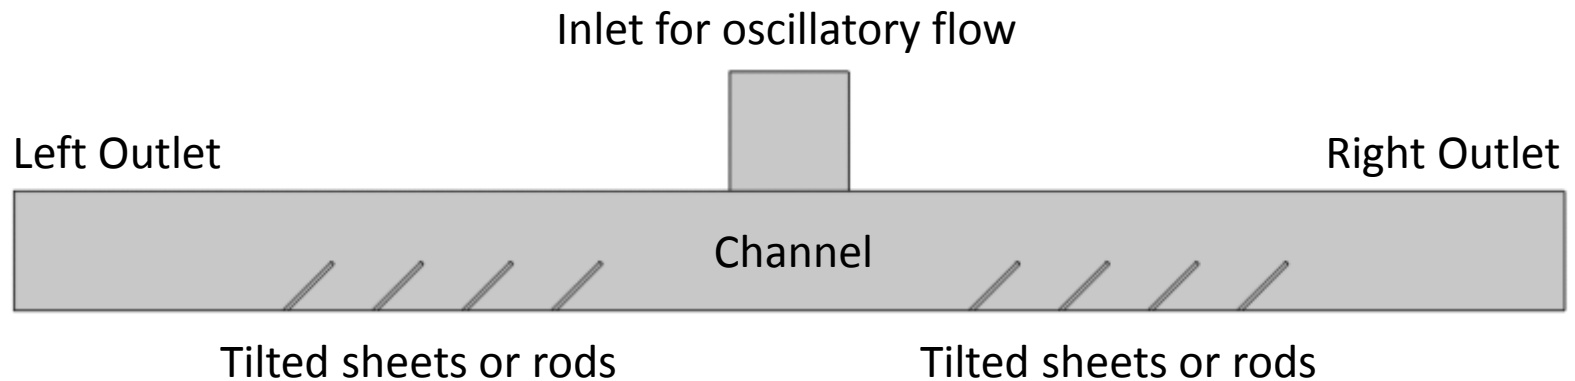 Inlet for oscillatory flow
Left Outlet
Right Outlet
Channel
Tilted sheets or rods
Tilted sheets or rods